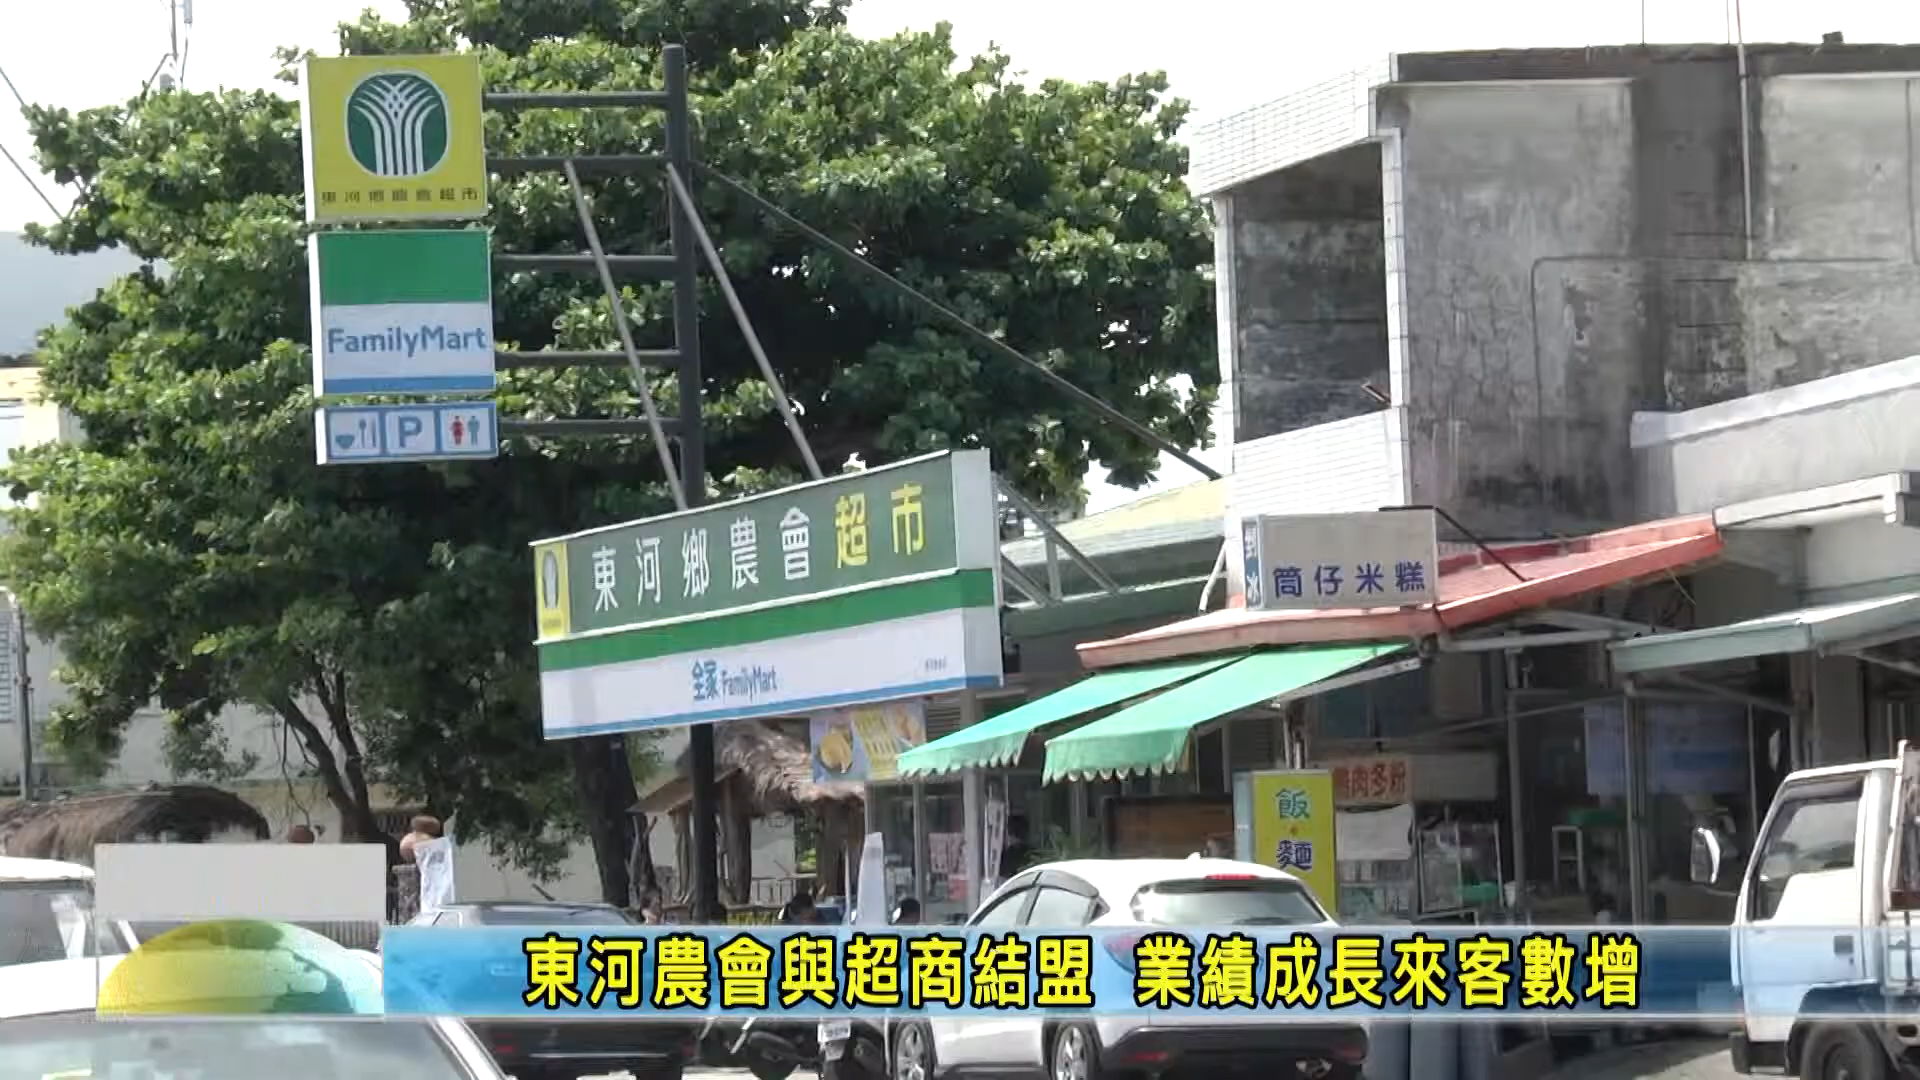 東河鄉農會超市
FamilyMart
P
東河鄉農會超市
全家 FamilyMart
剉冰
筒仔米糕
飯・麵
東河農會與超商結盟 業績成長來客數增